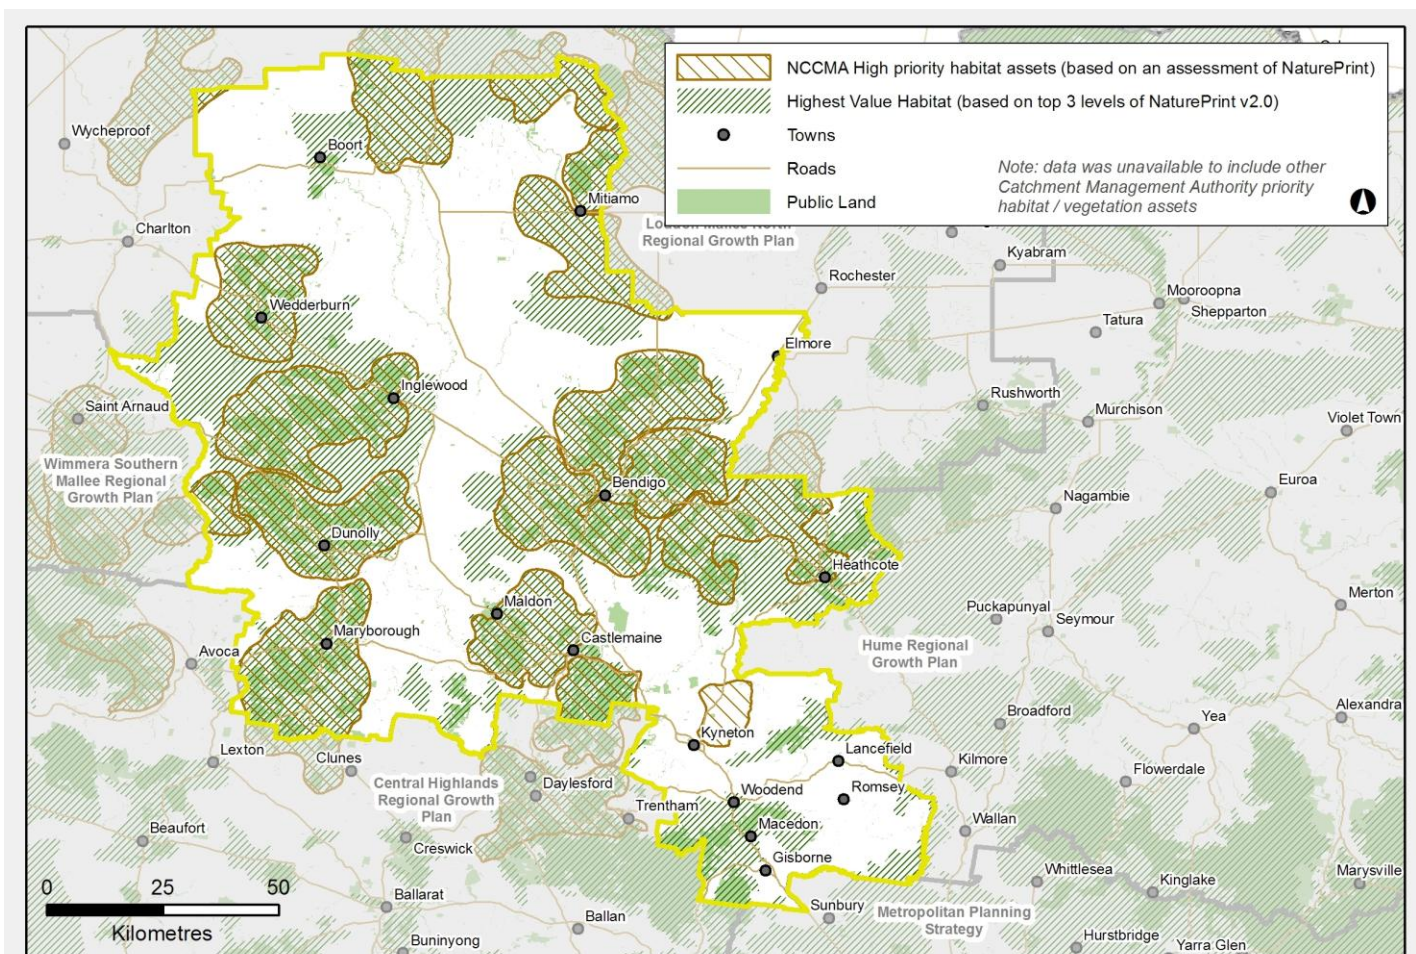 NCCMA High priority habitat assets (based on an assessment of NaturePrint)
Highest Value Habitat (based on top 3 levels of NaturePrint v2.0)
Towns
Roads
Public Land
Note: data was unavailable to include other
Catchment Management Authority priority
habitat / vegetation assets
Wycheproof
Boort
Mitiamo
Charlton
Loddon Mallee North
Regional Growth Plan
Kyabram
Rochester
Mooroopna
Shepparton
Wedderburn
Tatura
Elmore
Inglewood
Rushworth
Saint Arnaud
Murchison
Violet Town
Wimmera Southern
Mallee Regional
Growth Plan
Bendigo
Nagambie
Euroa
Dunolly
Heathcote
Merton
Maldon
Puckapunyal
Seymour
Maryborough
Castlemaine
Avoca
Hume Regional
Growth Plan
Broadford
Yea
Alexandra
Kyneton
Lexton
Clunes
Lancefield
Kilmore
Flowerdale
Central Highlands
Regional Growth
Plan
Daylesford
Woodend
Romsey
Trentham
Macedon
Wallan
Beaufort
Creswick
Gisborne
Whittlesea
Marysville
Kinglake
0 25 50
Kilometres
Ballarat
Ballan
Sunbury
Metropolitan Planning
Strategy
Buninyong
Hurstbridge
Yarra Glen